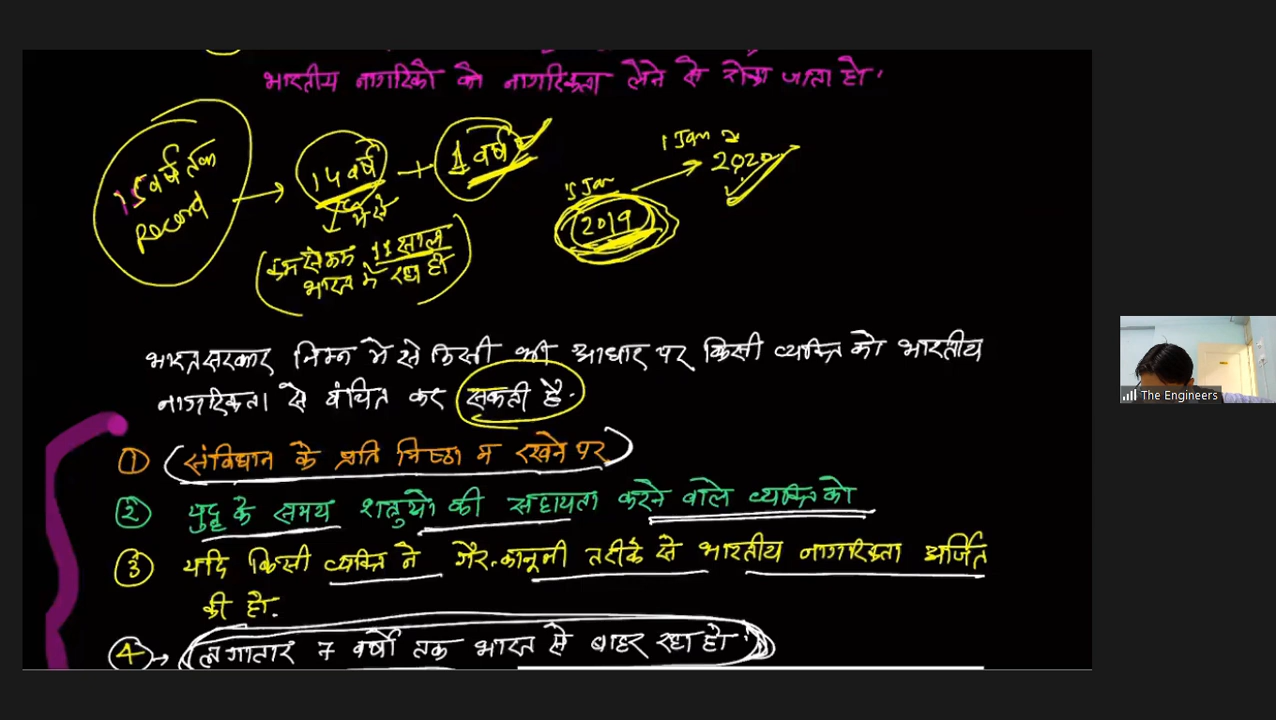 भारतीय नागरिको को नागरिकता लेने से रोका जाता हो.
15 वर्ष तक
Record
14 वर्ष
+
1 वर्ष
1 Jan
2020
1 Jan
2019
मे से
कम से कम 11 साल
भारत मे रहा हो
भारत सरकार निम्न मे से किसी की आधार पर किसी व्यक्ति को भारतीय
नागरिकता से वंचित कर सकती है.
① संविधान के प्रति निष्ठा न रखने पर
② युद्ध के समय शत्रुयो की सहायता करने वाले व्यक्ति को
③ यदि किसी व्यक्ति ने गैर-कानूनी तरीके से भारतीय नागरिकता अर्जित
की हो.
④ → लगातार 7 वर्षो तक भारत से बाहर रहा हो.
The Engineers